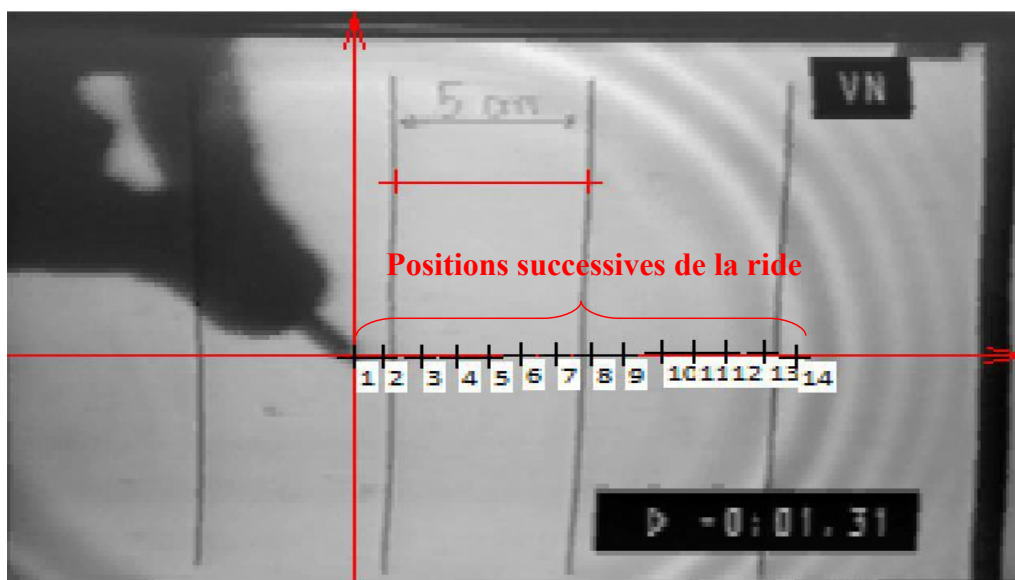 VN
5 cm
Positions successives de la ride
1 2 3 4 5 6 7 8 9 10 11 12 13 14
-0:01.31